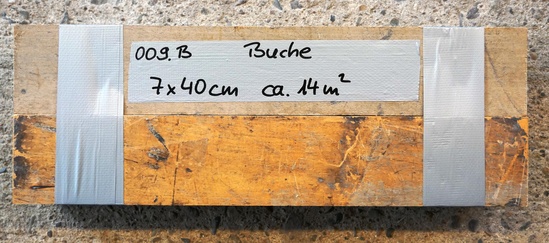 009.B Buche
7x40cm ca. 14m²